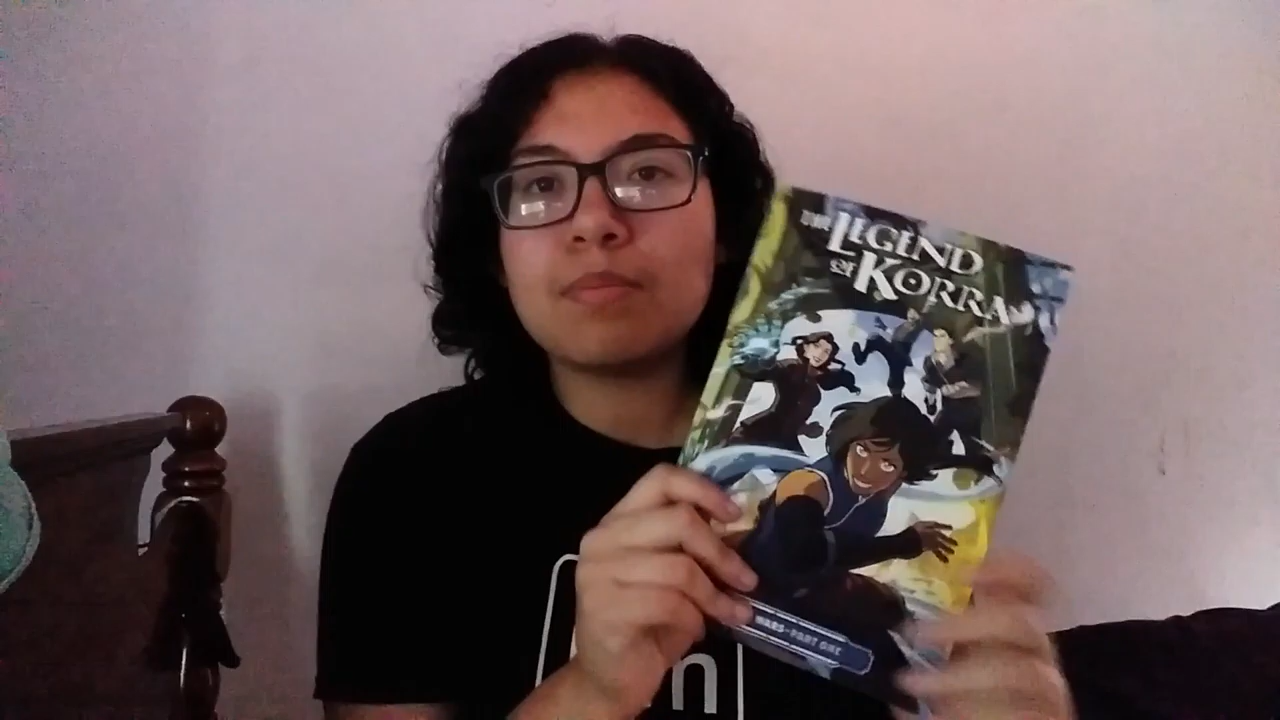 THE
LEGEND
OF KORRA
WARS–PART ONE
n